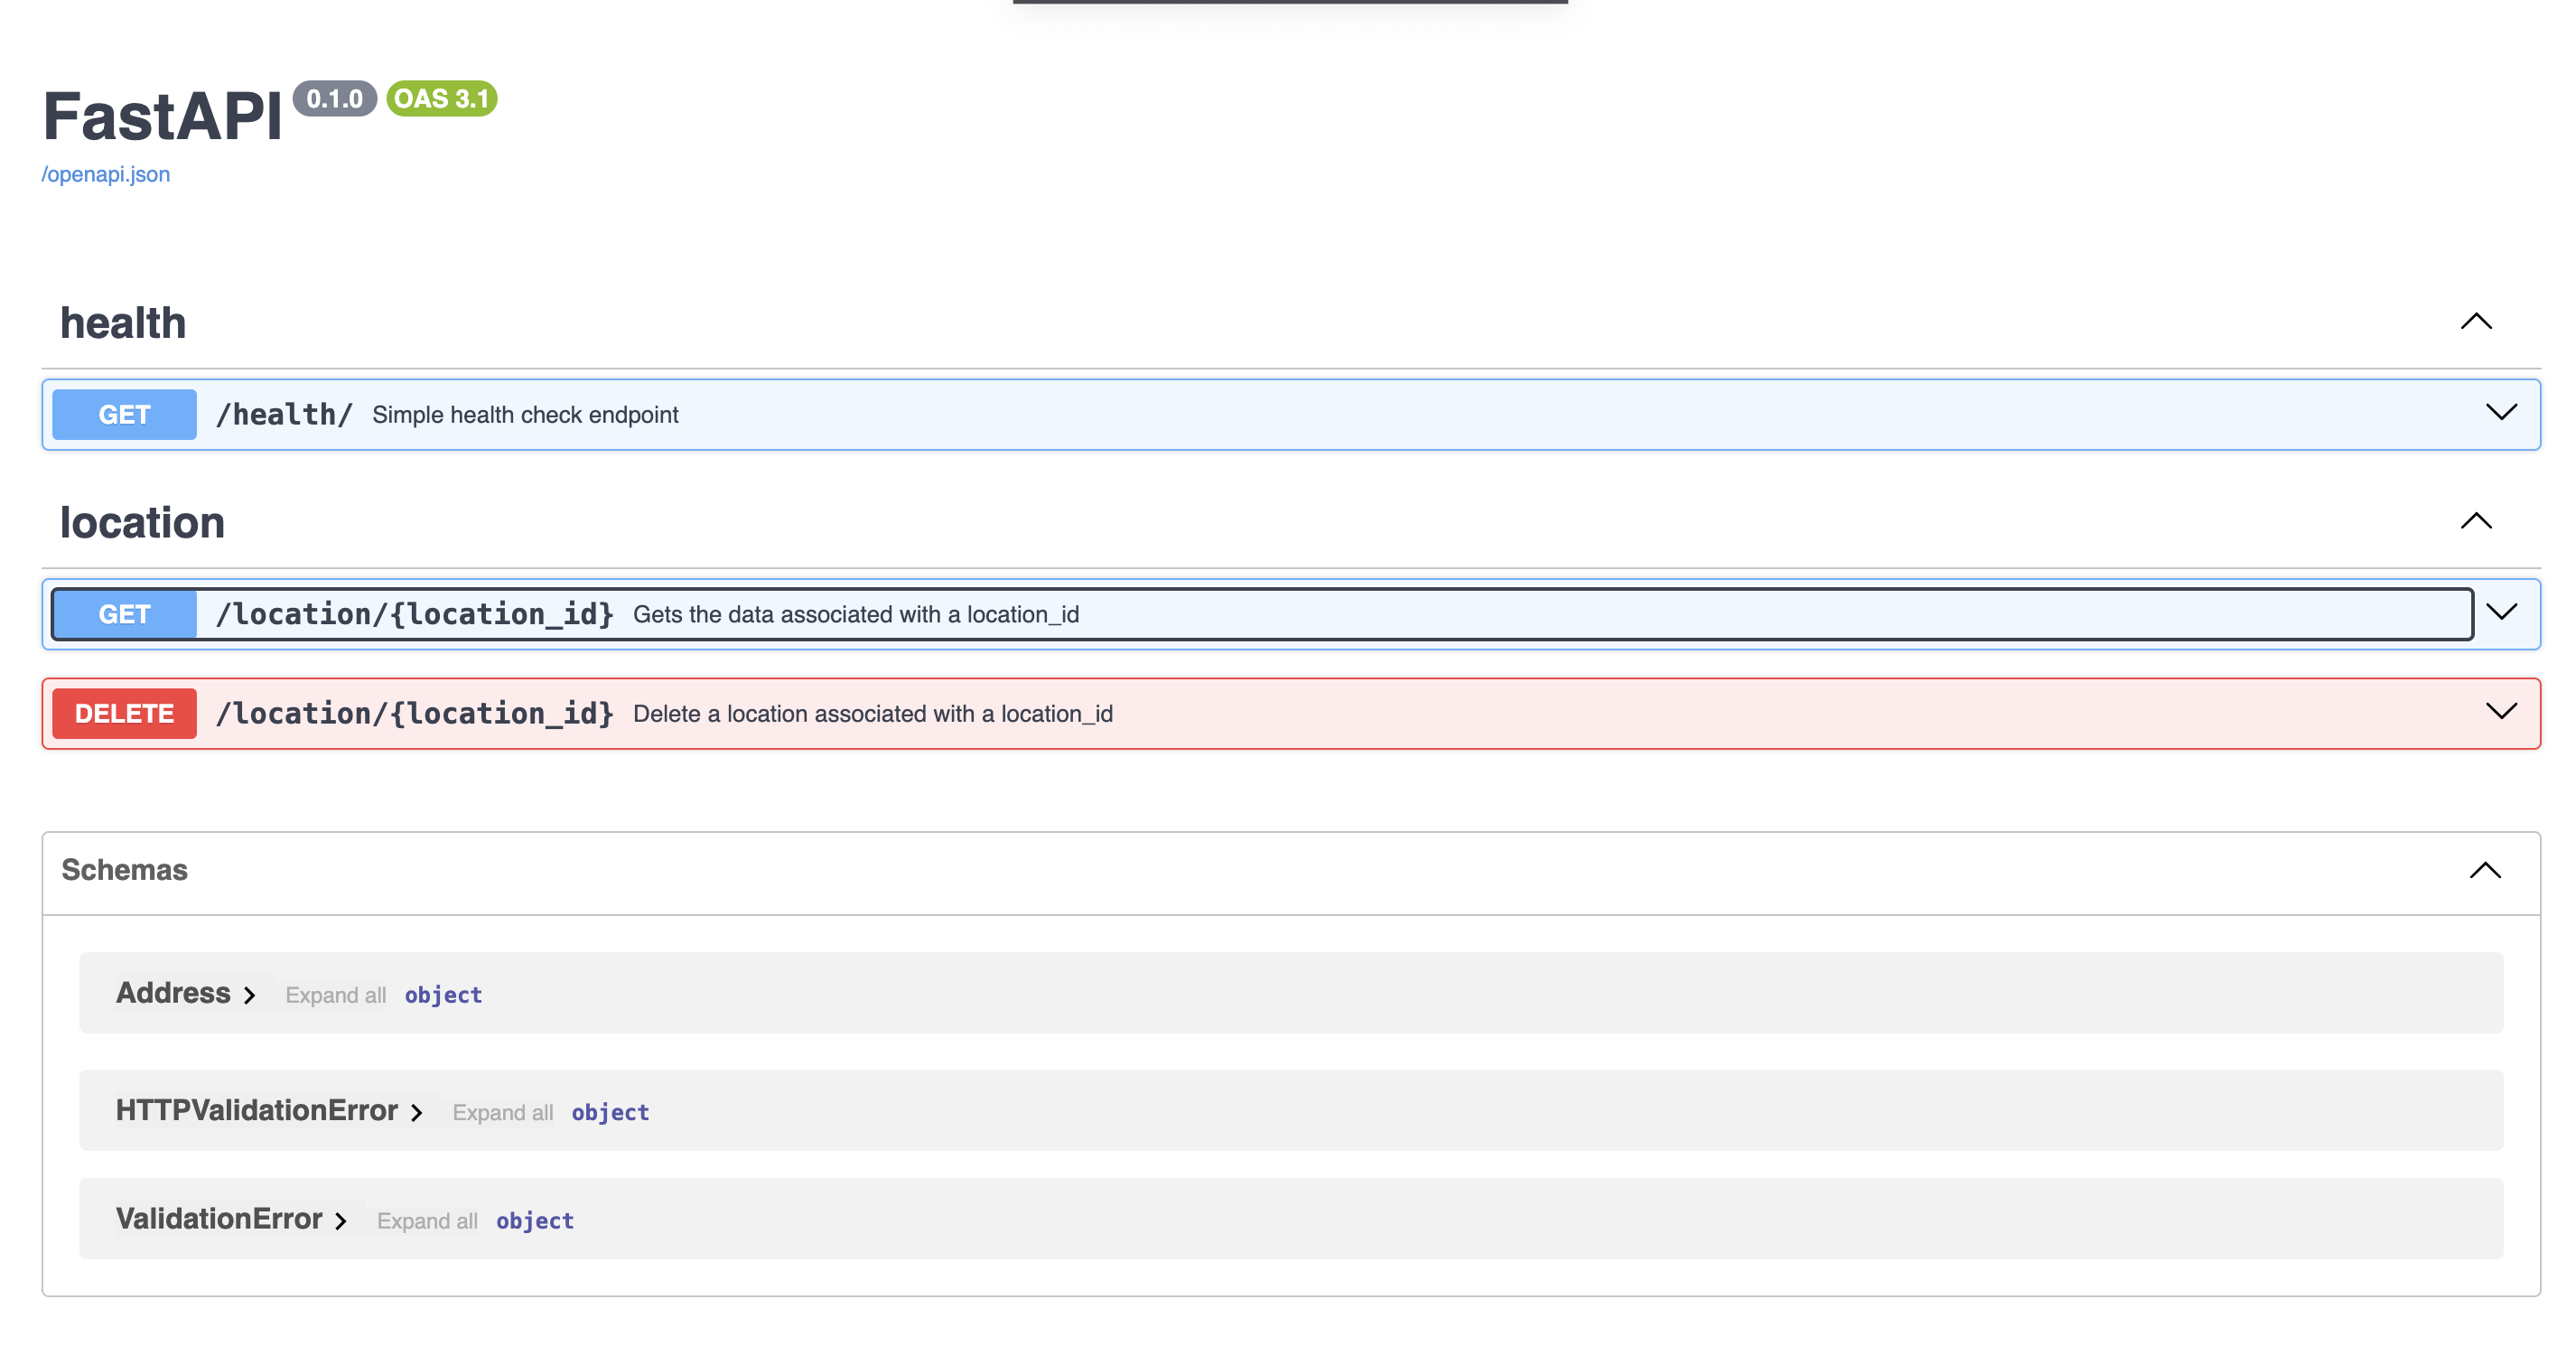 FastAPI 0.1.0 OAS 3.1
/openapi.json
health
GET /health/ Simple health check endpoint
location
GET /location/{location_id} Gets the data associated with a location_id
DELETE /location/{location_id} Delete a location associated with a location_id
Schemas
Address Expand all object
HTTPValidationError Expand all object
ValidationError Expand all object